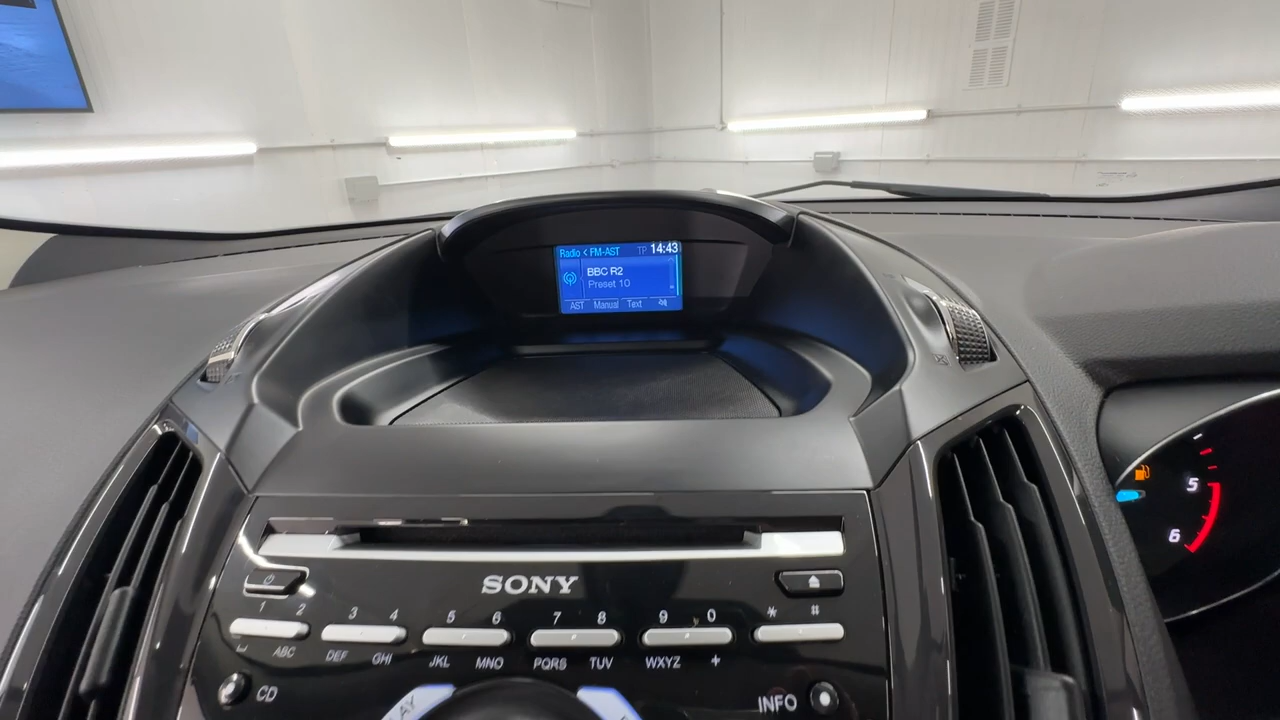 Radio < FM-AST TP 14:43
BBC R2
Preset 10
AST Manual Text
5
6
SONY
1 2 3 4 5 6 7 8 9 0 * #
ABC DEF GHI JKL MNO PQRS TUV WXYZ +
CD
INFO
AY